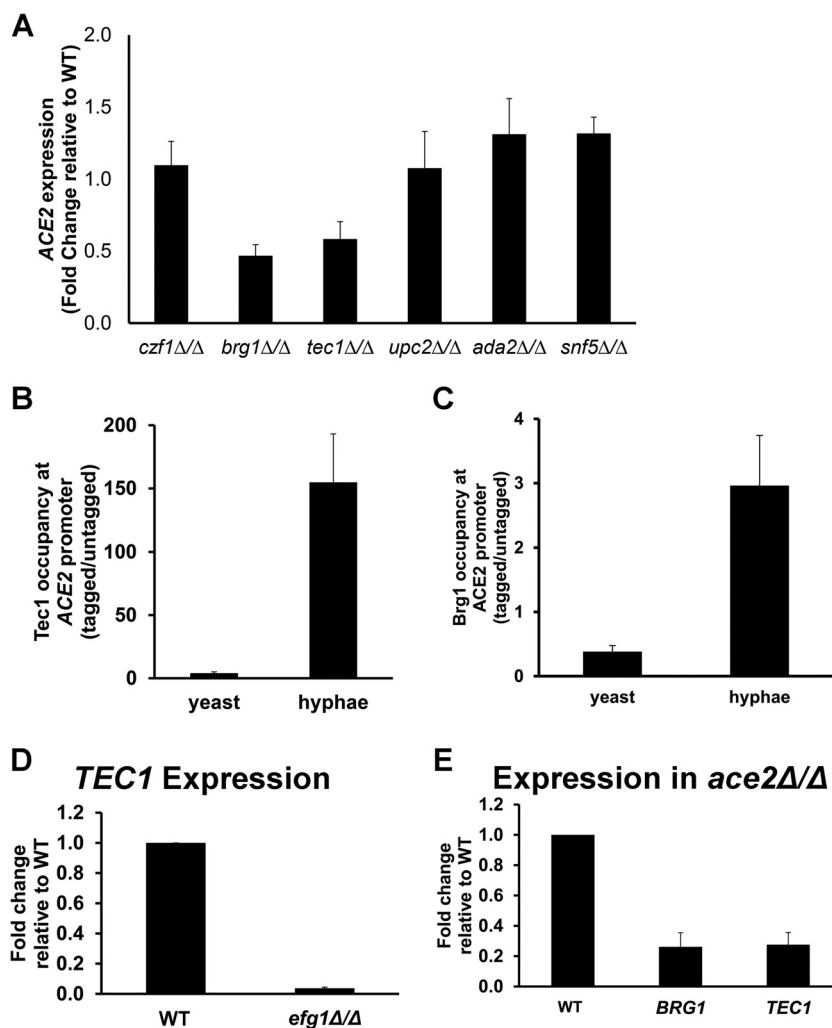 A
ACE2 expression
(Fold Change relative to WT)
2.0
1.5
1.0
0.5
0.0
czf1Δ/Δ brg1Δ/Δ tec1Δ/Δ upc2Δ/Δ ada2Δ/Δ snf5Δ/Δ
B
Tec1 occupancy at
ACE2 promoter
(tagged/untagged)
200
150
100
50
0
yeast hyphae
C
Brg1 occupancy at
ACE2 promoter
(tagged/untagged)
4
3
2
1
0
yeast hyphae
D TEC1 Expression
Fold change
relative to WT
1.2
1.0
0.8
0.6
0.4
0.2
0.0
WT efg1Δ/Δ
E Expression in ace2Δ/Δ
Fold change
relative to WT
1.2
1.0
0.8
0.6
0.4
0.2
0.0
WT BRG1 TEC1